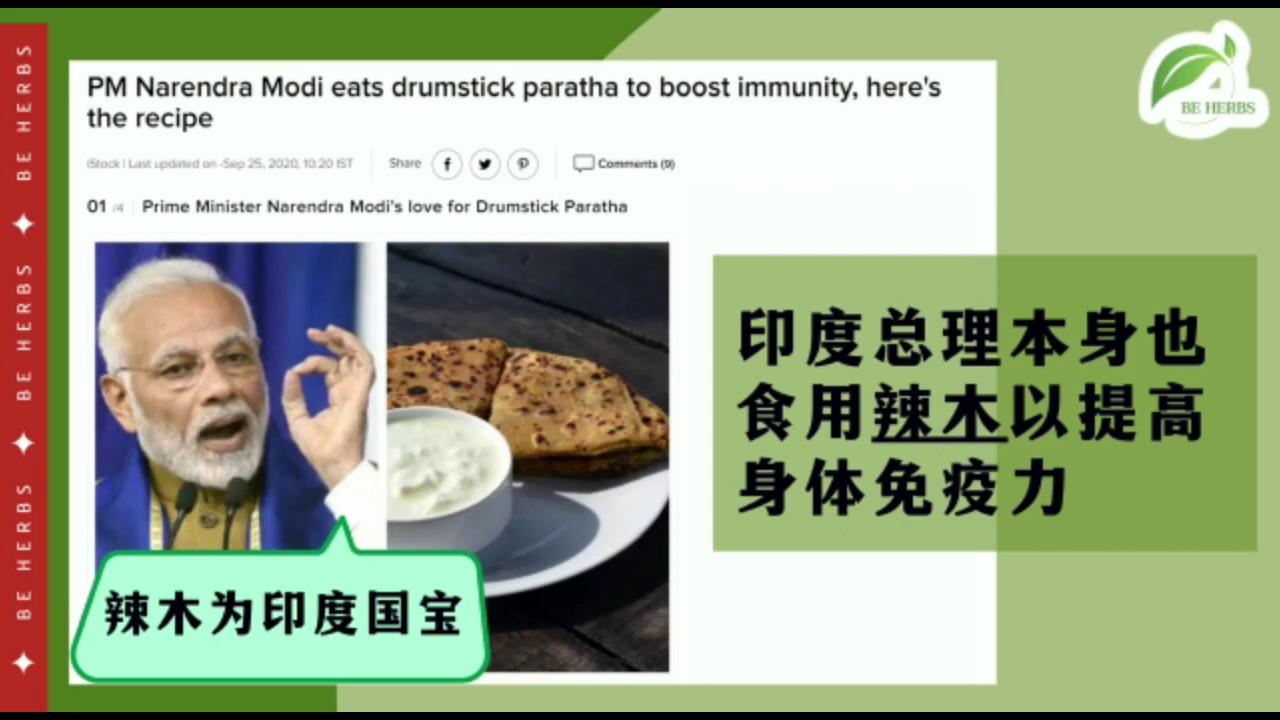 BE HERBS
BE HERBS
BE HERBS
BE HERBS
PM Narendra Modi eats drumstick paratha to boost immunity, here's
the recipe
iStock | Last updated on -Sep 25, 2020, 10:20 IST
Share
Comments (9)
01 /4 Prime Minister Narendra Modi's love for Drumstick Paratha
印度总理本身也
食用辣木以提高
身体免疫力
辣木为印度国宝